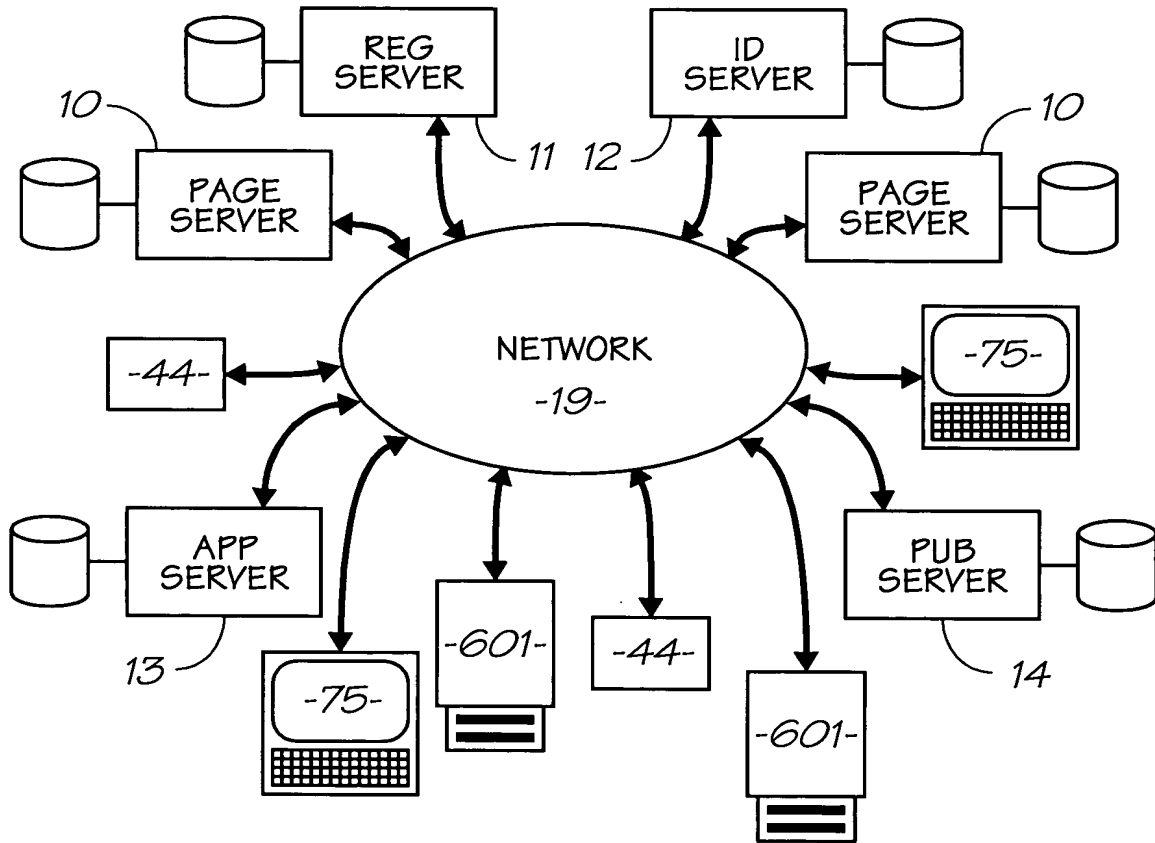 REG
SERVER
ID
SERVER
10
11
12
10
PAGE
SERVER
PAGE
SERVER
NETWORK
-19-
-44-
-75-
APP
SERVER
PUB
SERVER
13
-75-
-601-
-44-
-601-
14